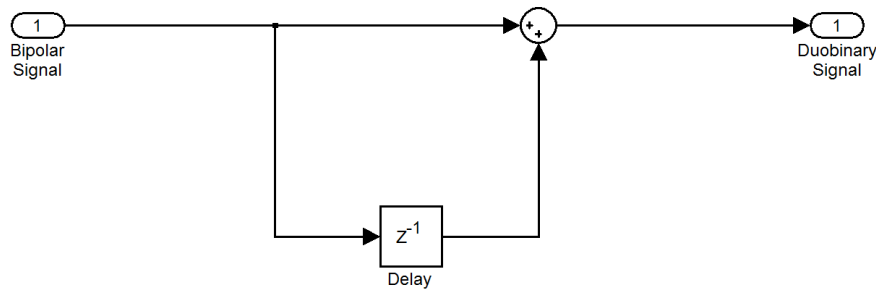 1
Bipolar
Signal
+
+
1
Duobinary
Signal
Z-1
Delay